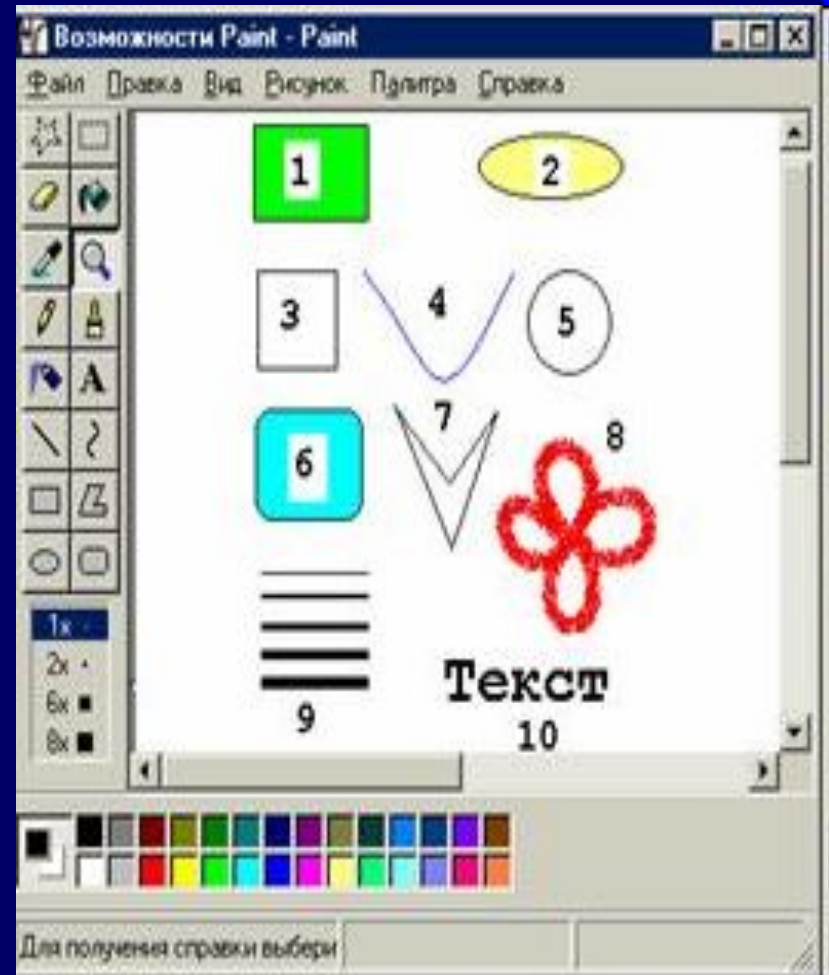 Возможности Paint - Paint
Файл Правка Вид Рисунок Палитра Справка
1 2
3 4 5
7
6 8
9
Текст
10
A
1x
2x
6x
8x
Для получения справки выбери